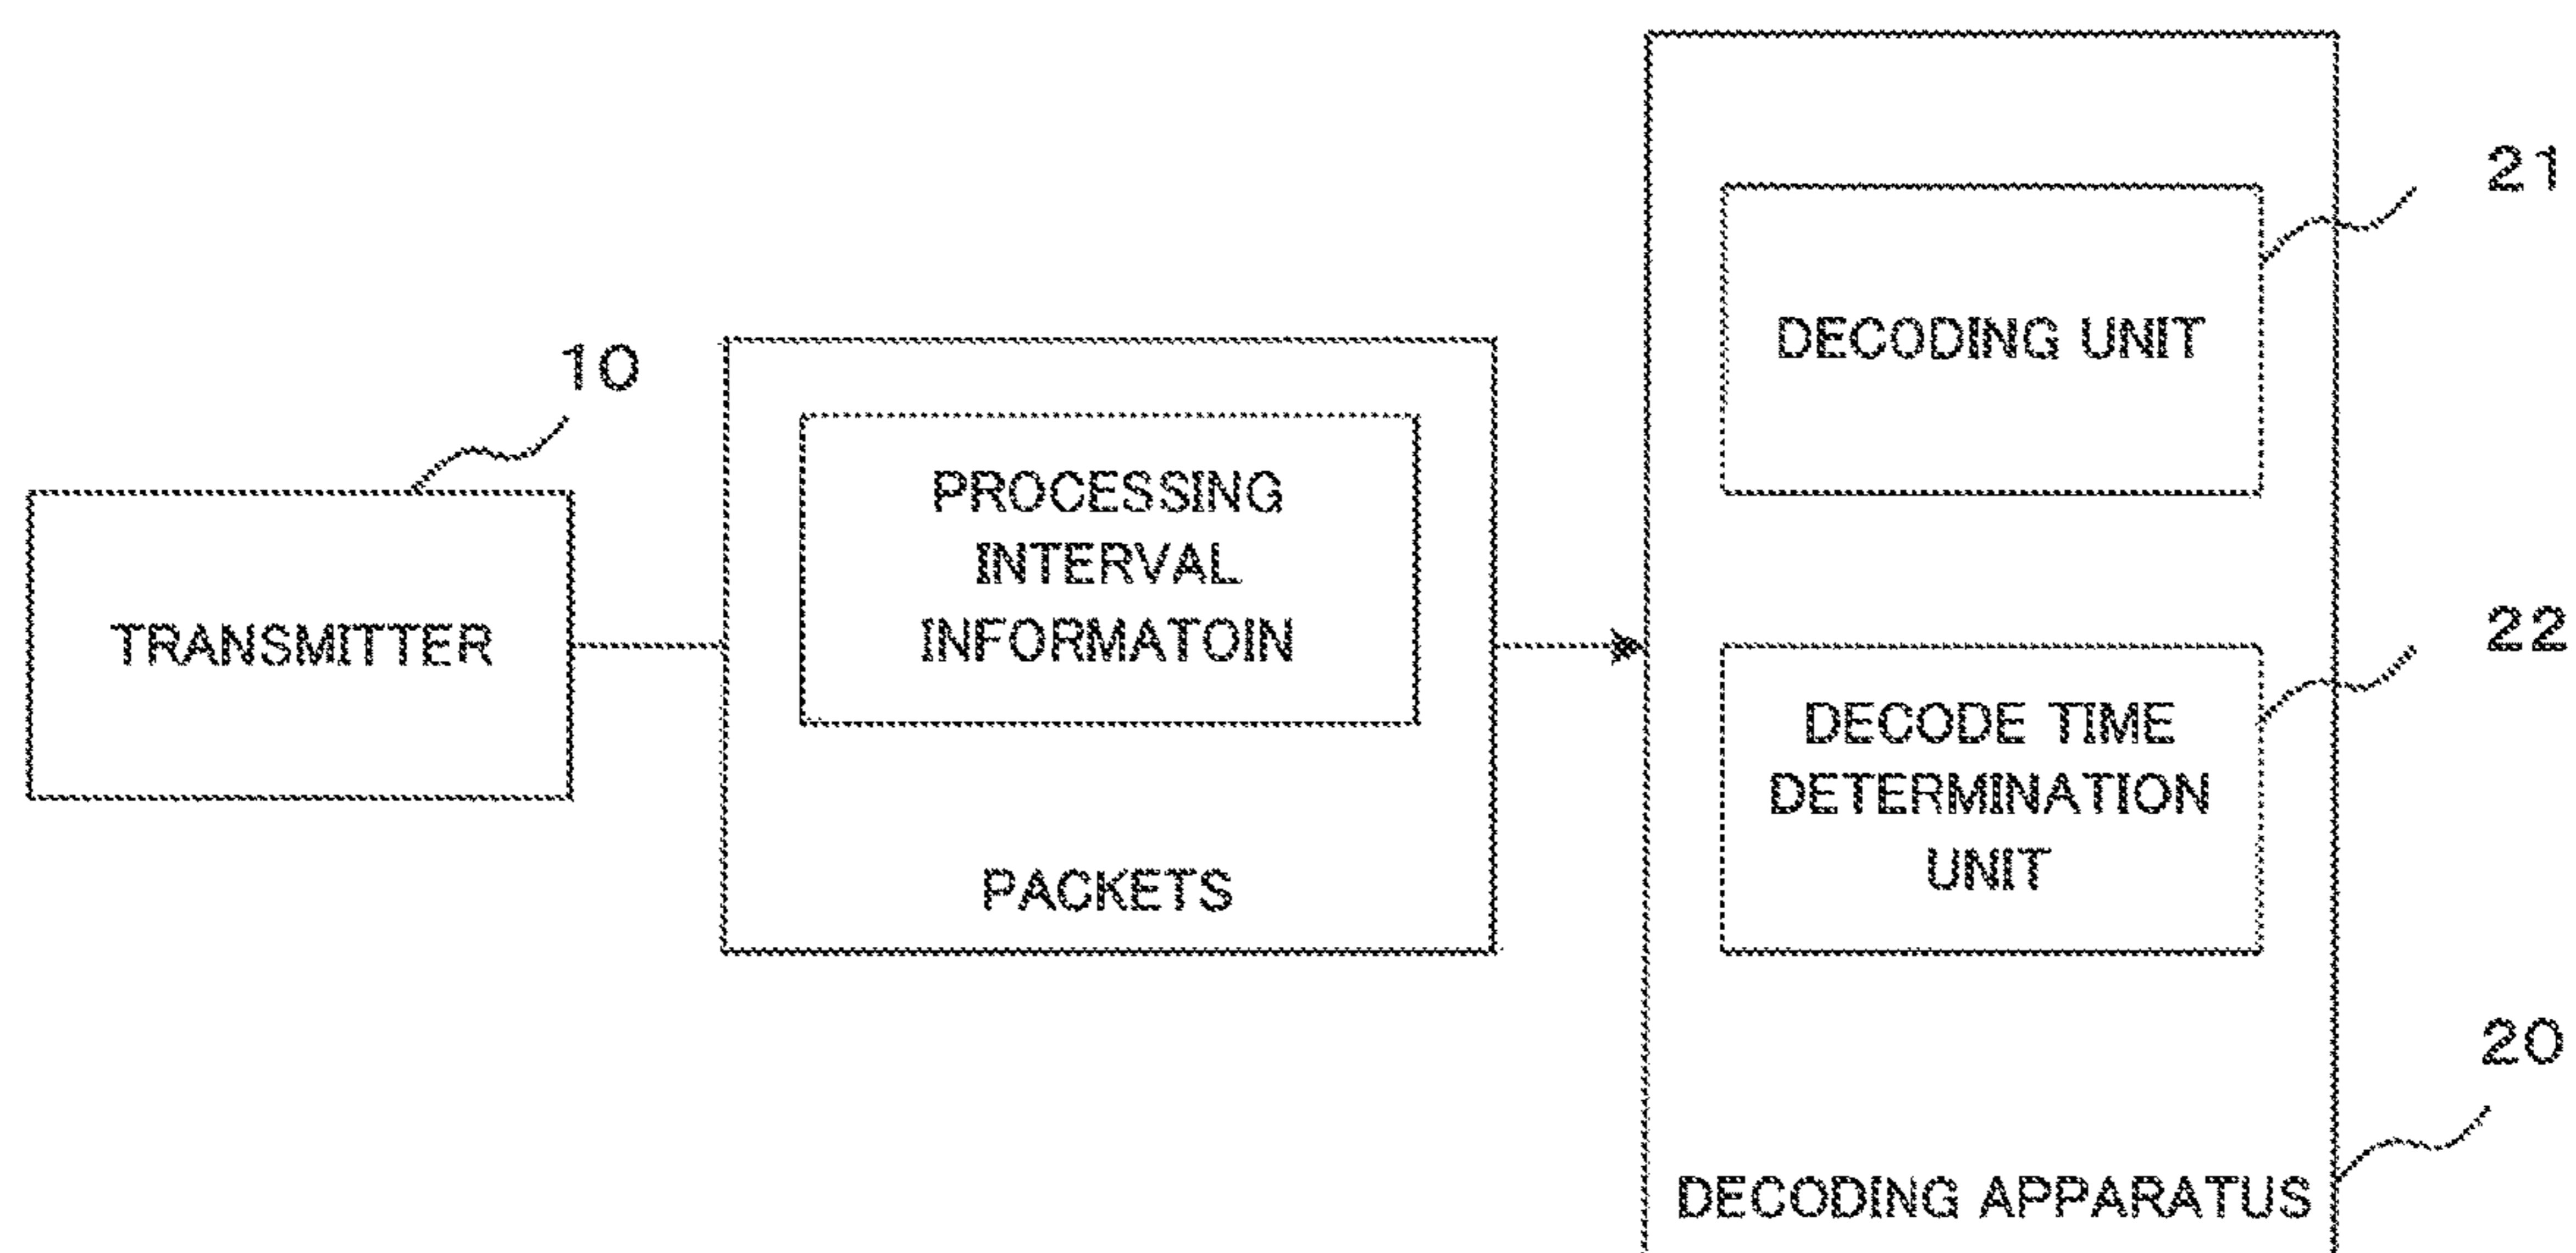 10
TRANSMITTER
PROCESSING
INTERVAL
INFORMATOIN
PACKETS
21
DECODING UNIT
22
DECODE TIME
DETERMINATION
UNIT
20
DECODING APPARATUS